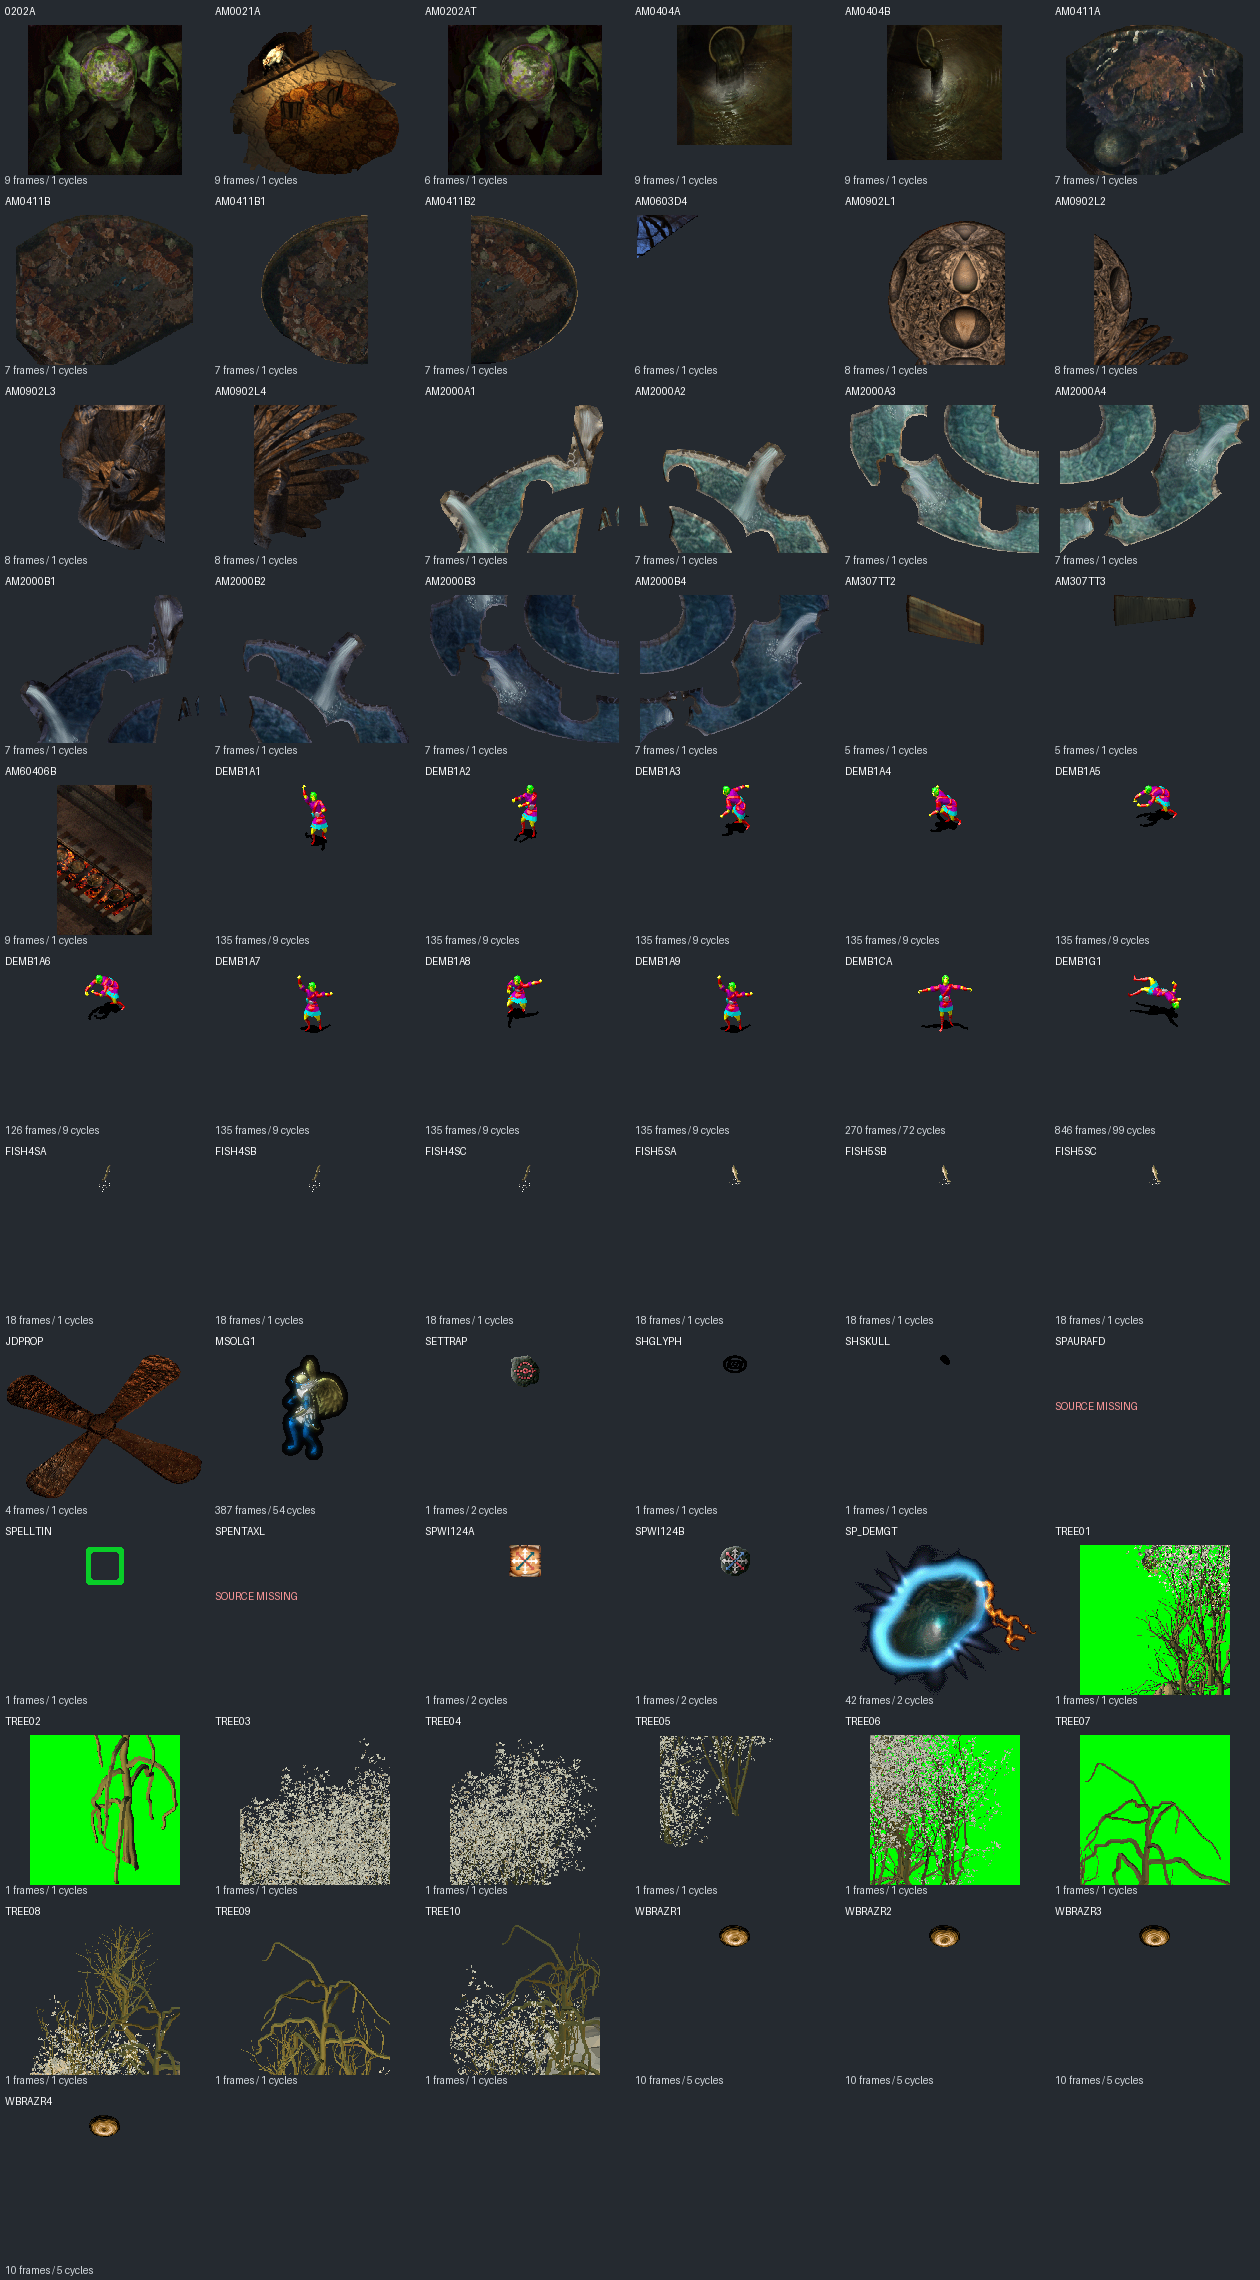 0202A AM0021A AM0202AT AM0404A AM0404B AM0411A
9 frames / 1 cycles 9 frames / 1 cycles 6 frames / 1 cycles 9 frames / 1 cycles 9 frames / 1 cycles 7 frames / 1 cycles
AM0411B AM0411B1 AM0411B2 AM0603D4 AM0902L1 AM0902L2
7 frames / 1 cycles 7 frames / 1 cycles 7 frames / 1 cycles 6 frames / 1 cycles 8 frames / 1 cycles 8 frames / 1 cycles
AM0902L3 AM0902L4 AM2000A1 AM2000A2 AM2000A3 AM2000A4
8 frames / 1 cycles 8 frames / 1 cycles 7 frames / 1 cycles 7 frames / 1 cycles 7 frames / 1 cycles 7 frames / 1 cycles
AM2000B1 AM2000B2 AM2000B3 AM2000B4 AM307TT2 AM307TT3
7 frames / 1 cycles 7 frames / 1 cycles 7 frames / 1 cycles 7 frames / 1 cycles 5 frames / 1 cycles 5 frames / 1 cycles
AM60406B DEMB1A1 DEMB1A2 DEMB1A3 DEMB1A4 DEMB1A5
9 frames / 1 cycles 135 frames / 9 cycles 135 frames / 9 cycles 135 frames / 9 cycles 135 frames / 9 cycles 135 frames / 9 cycles
DEMB1A6 DEMB1A7 DEMB1A8 DEMB1A9 DEMB1CA DEMB1G1
126 frames / 9 cycles 135 frames / 9 cycles 135 frames / 9 cycles 135 frames / 9 cycles 270 frames / 72 cycles 846 frames / 99 cycles
FISH4SA FISH4SB FISH4SC FISH5SA FISH5SB FISH5SC
18 frames / 1 cycles 18 frames / 1 cycles 18 frames / 1 cycles 18 frames / 1 cycles 18 frames / 1 cycles 18 frames / 1 cycles
JDPROP MSOLG1 SETTRAP SHGLYPH SHSKULL SPAURAFD
SOURCE MISSING
4 frames / 1 cycles 387 frames / 54 cycles 1 frames / 2 cycles 1 frames / 1 cycles 1 frames / 1 cycles
SPELLTIN SPENTAXL SPWI124A SPWI124B SP_DEMGT TREE01
SOURCE MISSING
1 frames / 1 cycles 1 frames / 2 cycles 1 frames / 2 cycles 42 frames / 2 cycles 1 frames / 1 cycles
TREE02 TREE03 TREE04 TREE05 TREE06 TREE07
1 frames / 1 cycles 1 frames / 1 cycles 1 frames / 1 cycles 1 frames / 1 cycles 1 frames / 1 cycles 1 frames / 1 cycles
TREE08 TREE09 TREE10 WBRAZR1 WBRAZR2 WBRAZR3
1 frames / 1 cycles 1 frames / 1 cycles 1 frames / 1 cycles 10 frames / 5 cycles 10 frames / 5 cycles 10 frames / 5 cycles
WBRAZR4
10 frames / 5 cycles